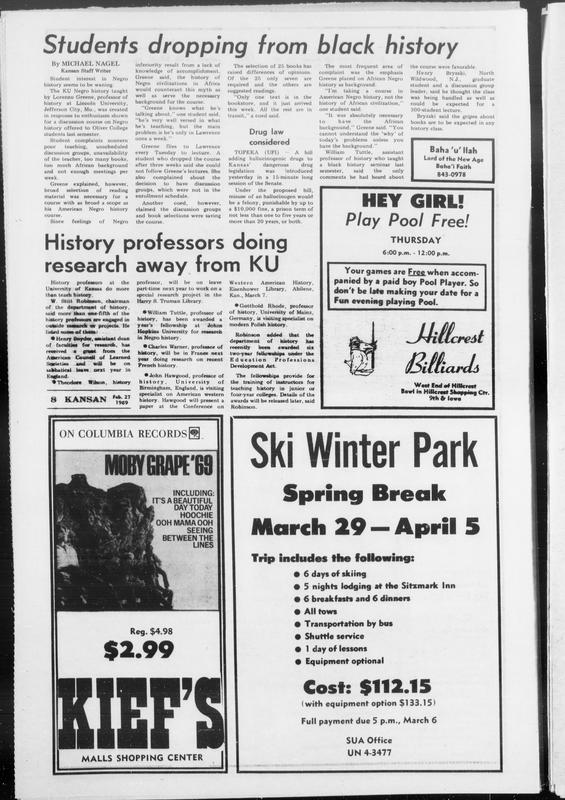 Students dropping from black history
By MICHAEL NAGEL
Kansan Staff Writer
Student interest in Negro
history seems to be waning.
The KU Negro history taught
by Lorenzo Greene, professor of
history at Lincoln University,
Jefferson City, Mo., was created
in response to enthusiasm shown
for a discussion course on Negro
history offered to Oliver College
students last semester.
Student complaints concern
poor teaching, unscheduled
discussion groups, unavailability
of the teacher, too many books,
too much African background
and not enough meetings per
week.
Greene explained, however,
broad selection of reading
material was necessary for a
course with as broad a scope as
his American Negro history
course.
Since feelings of Negro
inferiority result from a lack of
knowledge of accomplishment,
Greene said, the history of
Negro civilizations in Africa
would counteract this myth as
well as serve the necessary
background for the course.
"Greene knows what he's
talking about," one student said,
"he's very well versed in what
he's teaching, but the main
problem is he's only in Lawrence
once a week."
Greene flies to Lawrence
every Tuesday to lecture. A
student who dropped the course
after three weeks said she could
not follow Greene's lectures. She
also complained about the
decision to have discussion
groups, which were not in the
enrollment schedule.
Another coed, however,
claimed the discussion groups
and book selections were saving
the course.
The selection of 25 books has
raised differences of opinions.
Of the 25 only seven are
required and the others are
suggested readings.
"Only one text is in the
bookstore, and it just arrived
this week. All the rest are in
transit," a coed said.
Drug law
considered
TOPEKA (UPI) — A bill
adding hallucinogenic drugs to
Kansas' dangerous drug
legislation was introduced
yesterday in a 15-minute long
session of the Senate.
Under the proposed bill,
misuse of an hallucinogen would
be a felony, punishable by up to
a $10,000 fine, a prison term of
not less than one to five years or
more than 20 years, or both.
The most frequent area of
complaint was the emphasis
Greene placed on African Negro
history as background.
"I'm taking a course in
American Negro history, not the
history of African civilization,"
one student said.
"It was absolutely necessary
to have the African
background," Greene said. "You
cannot understand the 'why' of
today's problems unless you
have the background."
William Tuttle, assistant
professor of history who taught
a black history seminar last
semester, said the only
comments he had heard about
the course were favorable.
Henry Bryski, North
Wildwood, N.J., graduate
student and a discussion group
leader, said he thought the class
was being handled as well as
could be expected for a
300-student lecture.
Bryski said the gripes about
books are to be expected in any
history class.
Baha 'u' llah
Lord of the New Age
Baha'i Faith
843-0978
HEY GIRL!
Play Pool Free!
THURSDAY
6:00 p.m. - 12:00 p.m.
Your games are Free when accom-
panied by a paid boy Pool Player. So
don't be late making your date for a
Fun evening playing Pool.
Hillcrest
Billiards
West End of Hillcrest
Bowl in Hillcrest Shopping Ctr.
9th & Iowa
History professors doing
research away from KU
History professors at the
University of Kansas do more
than teach history.
W. Stitt Robinson, chairman
of the department of history,
said more than one-fifth of the
history professors are engaged in
outside research or projects. He
listed some of them:
● Henry Snyder, assistant dean
of faculties for research, has
received a grant from the
American Council of Learned
Societies and will be on
sabbatical leave next year in
England.
● Theodore Wilson, history
professor, will be on leave
part-time next year to work on a
special research project in the
Harry S. Truman Library.
● William Tuttle, professor of
history, has been awarded a
year's fellowship at Johns
Hopkins University for research
in Negro history.
● Charles Warner, professor of
history, will be in France next
year doing research on recent
French history.
● John Hawgood, professor of
history, University of
Birmingham, England, is visiting
specialist on American western
history. Hawgood will present a
paper at the Conference on
Western American History,
Eisenhower Library, Abilene,
Kan., March 7.
● Gotthold Rhode, professor
of history, University of Mainz,
Germany, is visiting specialist on
modern Polish history.
Robinson added that the
department of history has
recently been awarded six
two-year fellowships under the
Education Professions
Development Act.
The fellowships provide for
the training of instructors for
teaching history in junior or
four-year colleges. Details of the
awards will be released later, said
Robinson.
8 KANSAN Feb. 27 1969
ON COLUMBIA RECORDS
MOBY GRAPE '69
INCLUDING:
IT'S A BEAUTIFUL
DAY TODAY
HOOCHIE
OOH MAMA OOH
SEEING
BETWEEN THE
LINES
Reg. $4.98
$2.99
KIEF'S
MALLS SHOPPING CENTER
Ski Winter Park
Spring Break
March 29 — April 5
Trip includes the following:
● 6 days of skiing
● 5 nights lodging at the Sitzmark Inn
● 6 breakfasts and 6 dinners
● All tows
● Transportation by bus
● Shuttle service
● 1 day of lessons
● Equipment optional
Cost: $112.15
(with equipment option $133.15)
Full payment due 5 p.m., March 6
SUA Office
UN 4-3477